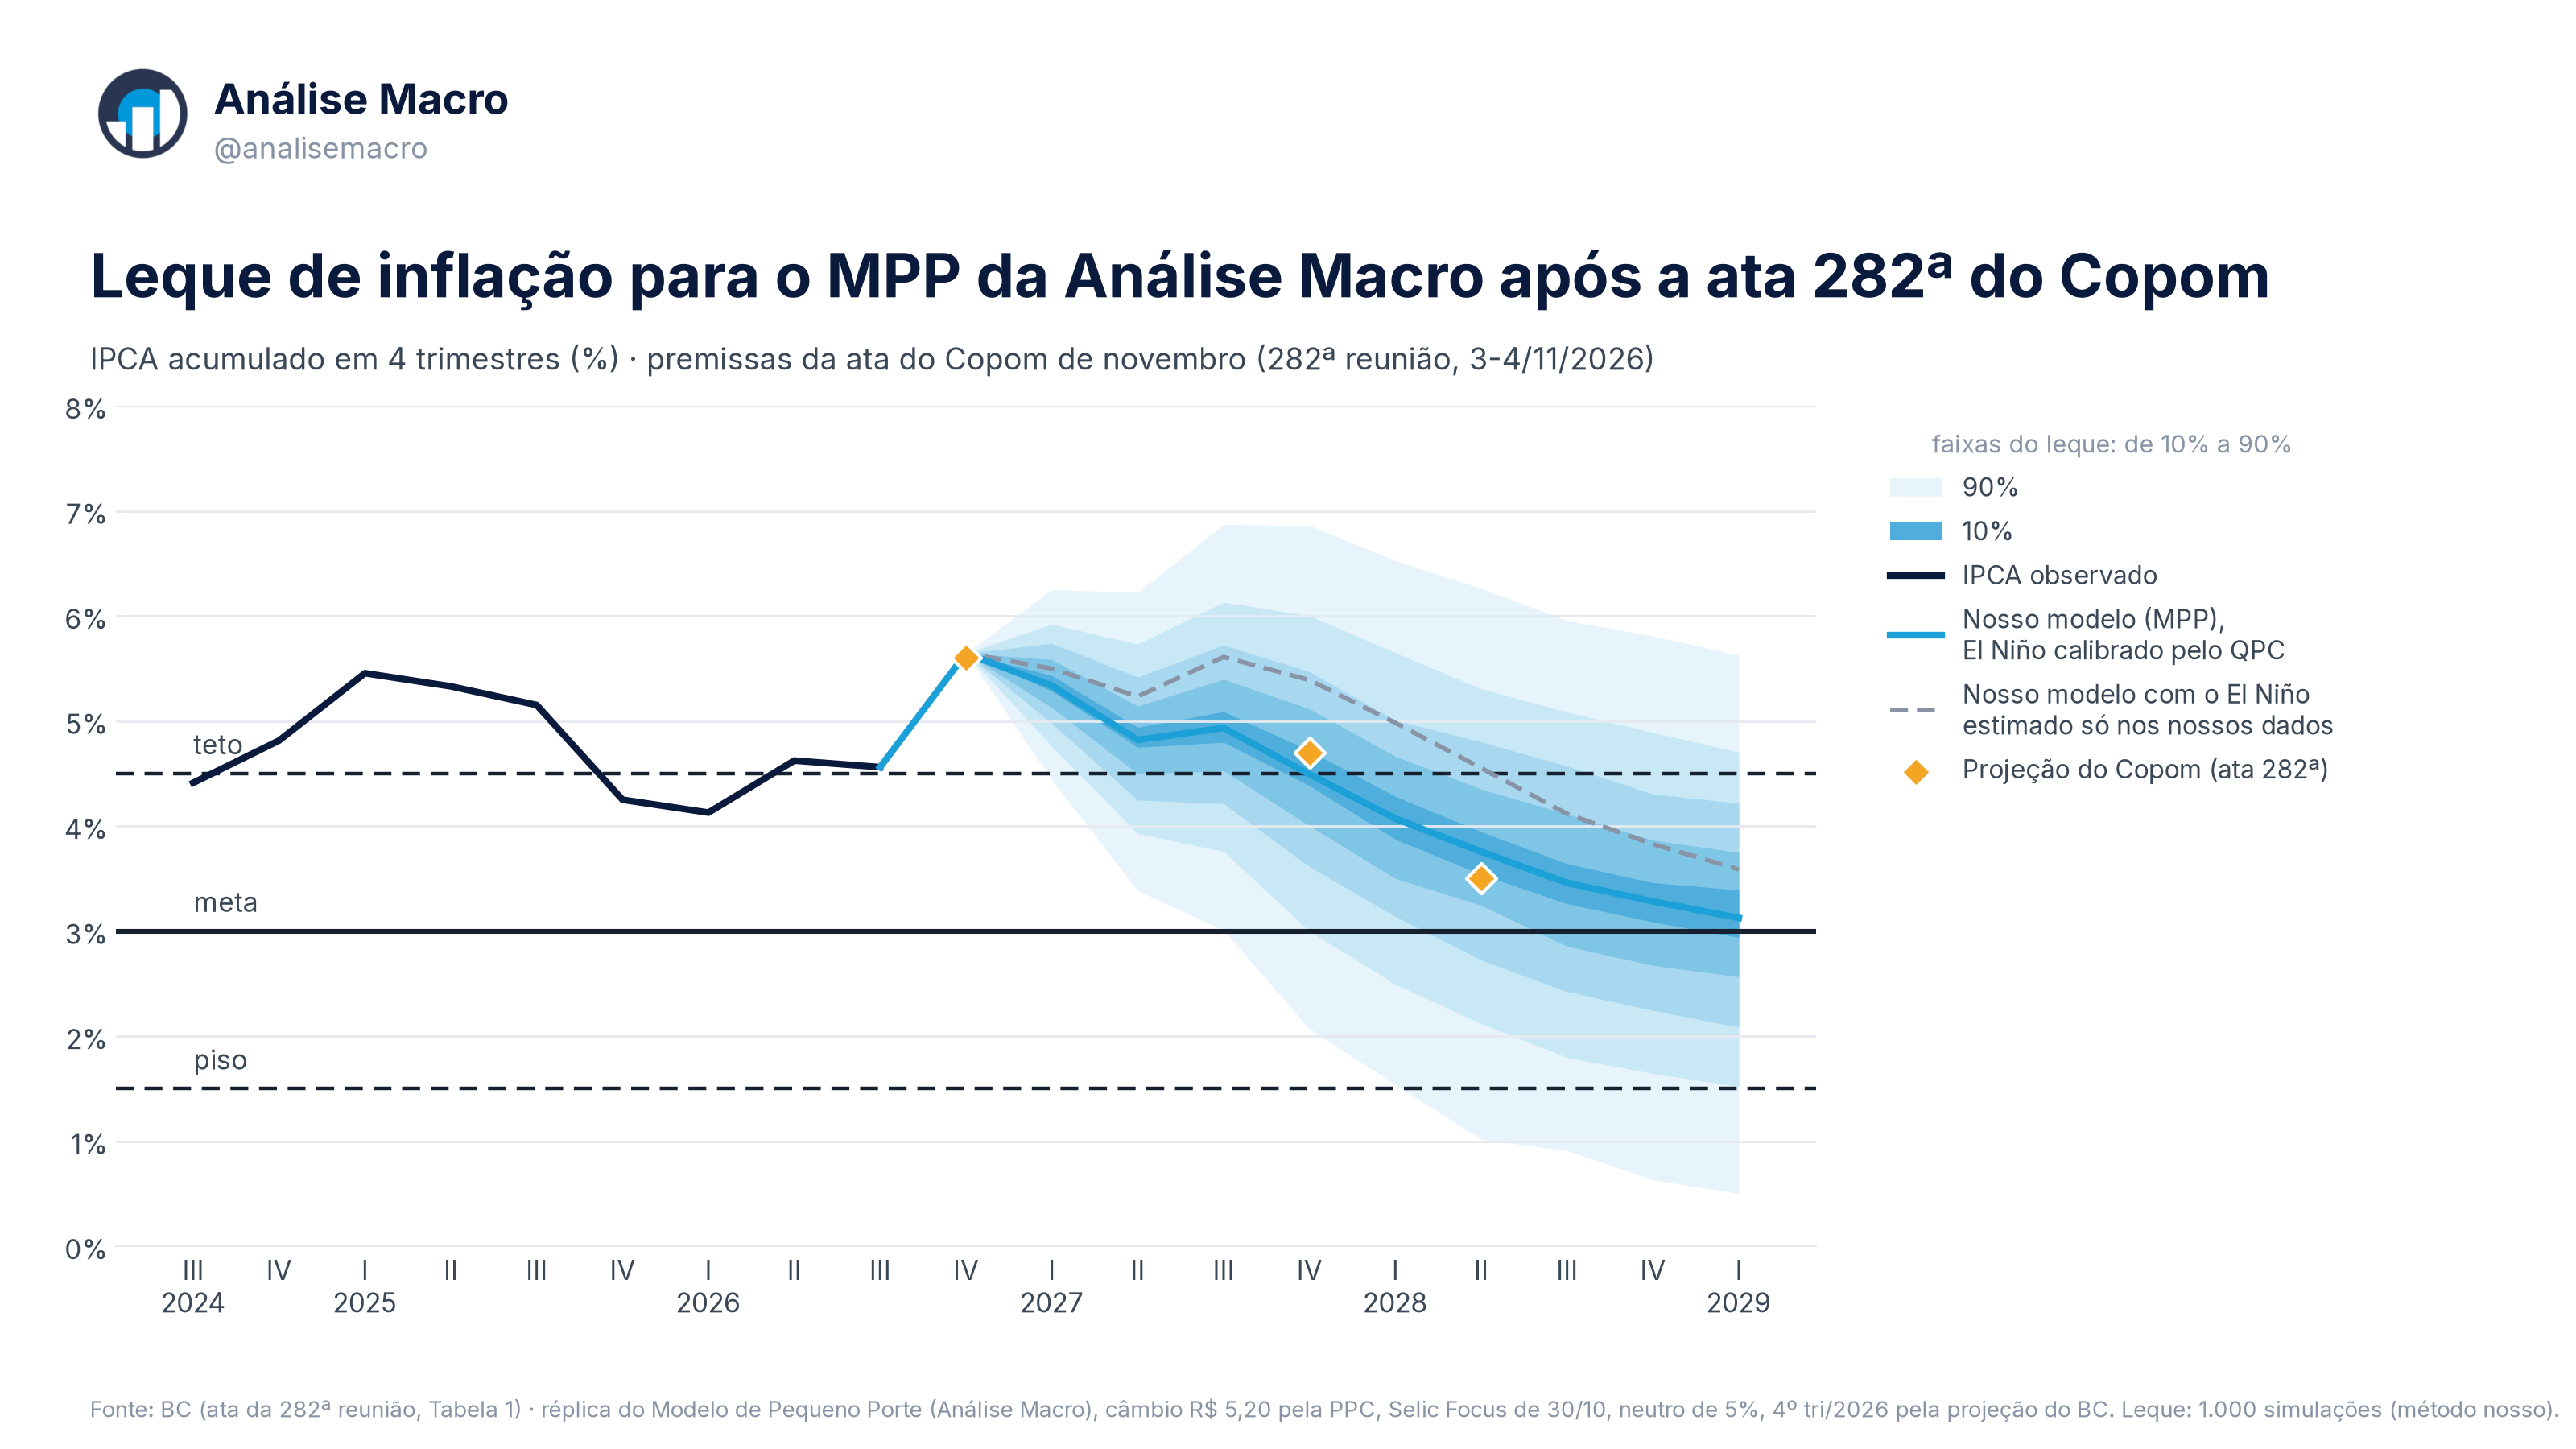 Análise Macro
@analisemacro
Leque de inflação para o MPP da Análise Macro após a ata 282ª do Copom
IPCA acumulado em 4 trimestres (%) · premissas da ata do Copom de novembro (282ª reunião, 3-4/11/2026)
8%
7%
6%
5%
4%
3%
2%
1%
0%
teto
meta
piso
III IV I II III IV I II III IV I II III IV I II III IV I
2024 2025 2026 2027 2028 2029
faixas do leque: de 10% a 90%
90%
10%
IPCA observado
Nosso modelo (MPP),
El Niño calibrado pelo QPC
Nosso modelo com o El Niño
estimado só nos nossos dados
Projeção do Copom (ata 282ª)
Fonte: BC (ata da 282ª reunião, Tabela 1) · réplica do Modelo de Pequeno Porte (Análise Macro), câmbio R$ 5,20 pela PPC, Selic Focus de 30/10, neutro de 5%, 4º tri/2026 pela projeção do BC. Leque: 1.000 simulações (método nosso).